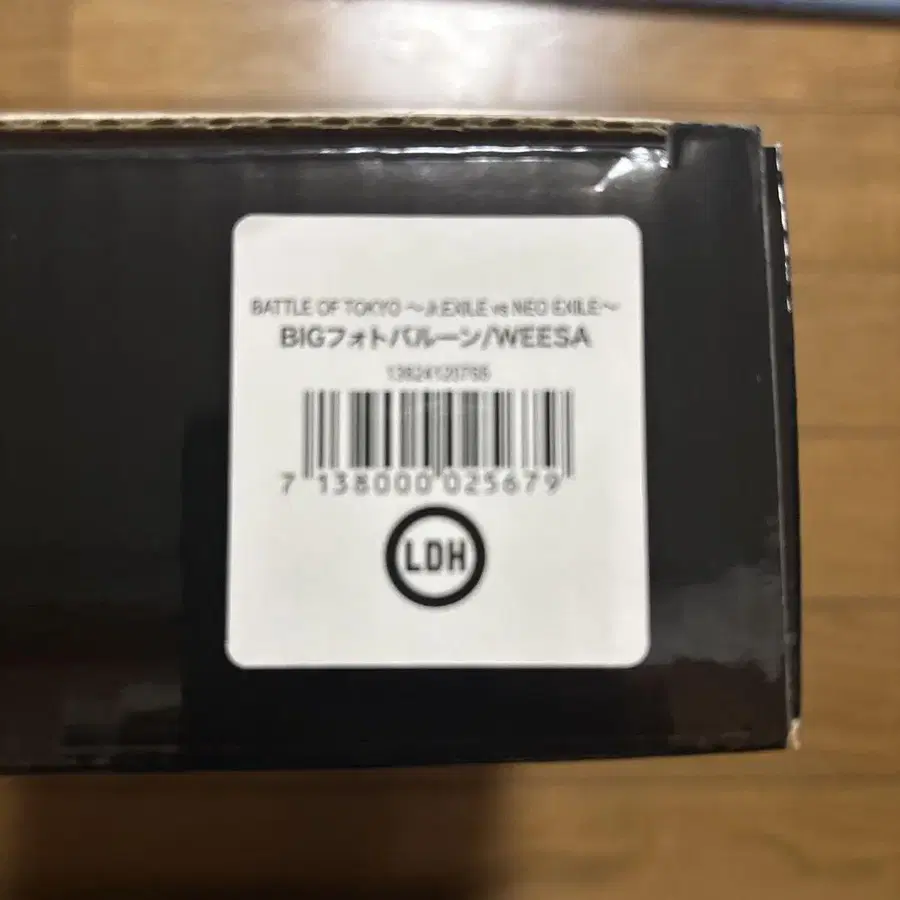 BATTLE OF TOKYO 〜Jr.EXILE vs NEO EXILE〜
BIGフォトバルーン/WEESA
7 138000 025679
LDH